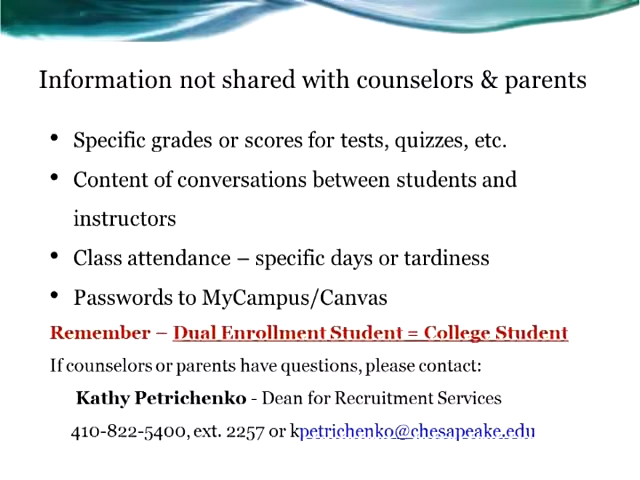 Information not shared with counselors & parents
• Specific grades or scores for tests, quizzes, etc.
• Content of conversations between students and
instructors
• Class attendance – specific days or tardiness
• Passwords to MyCampus/Canvas
Remember – Dual Enrollment Student = College Student
If counselors or parents have questions, please contact:
Kathy Petrichenko - Dean for Recruitment Services
410-822-5400, ext. 2257 or kpetrichenko@chesapeake.edu